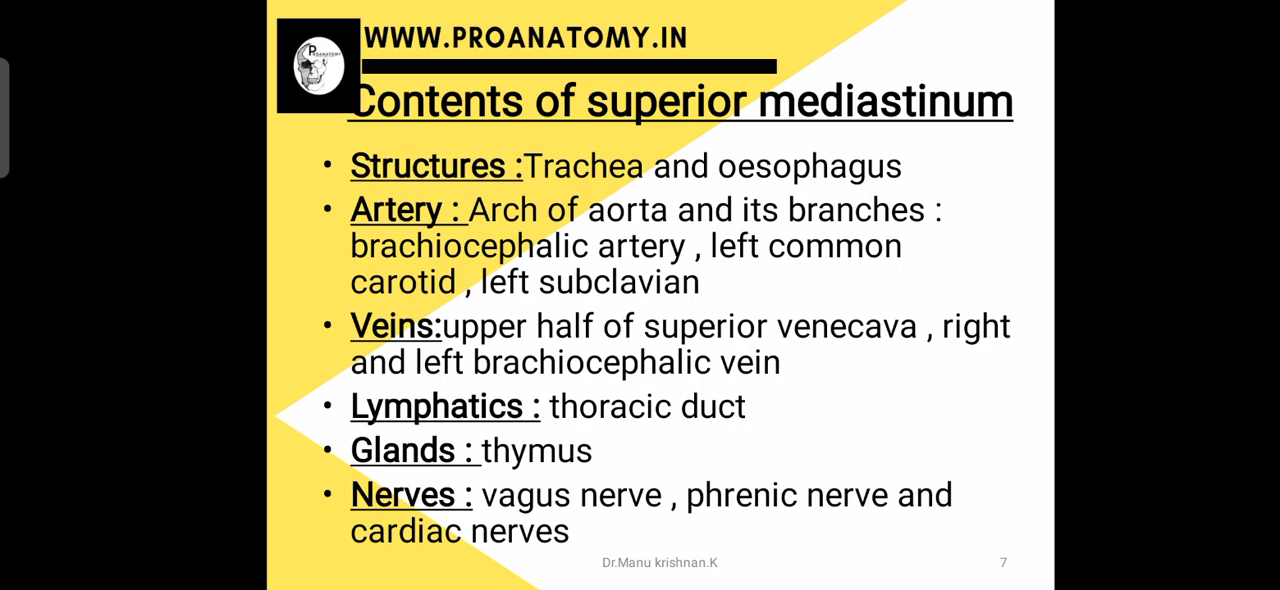 WWW.PROANATOMY.IN
PROANATOMY
Contents of superior mediastinum
• Structures :Trachea and oesophagus
• Artery : Arch of aorta and its branches :
brachiocephalic artery , left common
carotid , left subclavian
• Veins:upper half of superior venecava , right
and left brachiocephalic vein
• Lymphatics : thoracic duct
• Glands : thymus
• Nerves : vagus nerve , phrenic nerve and
cardiac nerves
Dr.Manu krishnan.K
7